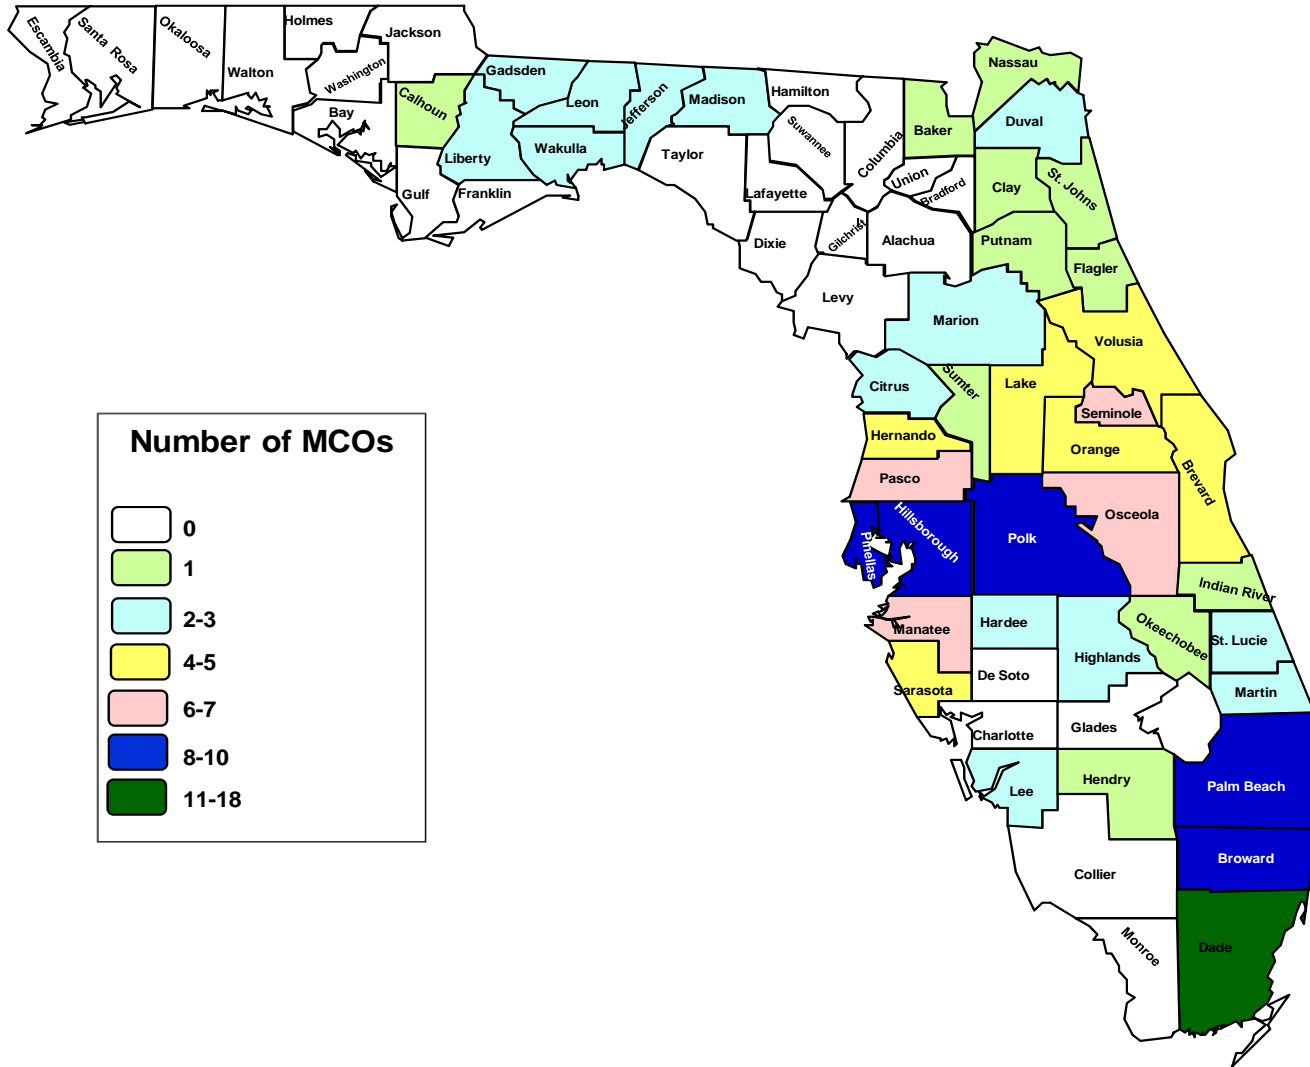 Escambia
Santa Rosa
Okaloosa
Walton
Holmes
Washington
Jackson
Bay
Calhoun
Gulf
Liberty
Franklin
Gadsden
Leon
Wakulla
Jefferson
Madison
Taylor
Hamilton
Suwannee
Lafayette
Columbia
Dixie
Gilchrist
Baker
Union
Bradford
Alachua
Levy
Nassau
Duval
Clay
St. Johns
Putnam
Flagler
Marion
Volusia
Citrus
Sumter
Lake
Seminole
Hernando
Orange
Brevard
Pasco
Osceola
Pinellas
Hillsborough
Polk
Indian River
Manatee
Hardee
Highlands
Okeechobee
St. Lucie
Sarasota
De Soto
Martin
Charlotte
Glades
Lee
Hendry
Palm Beach
Broward
Collier
Monroe
Dade
Number of MCOs
0
1
2-3
4-5
6-7
8-10
11-18